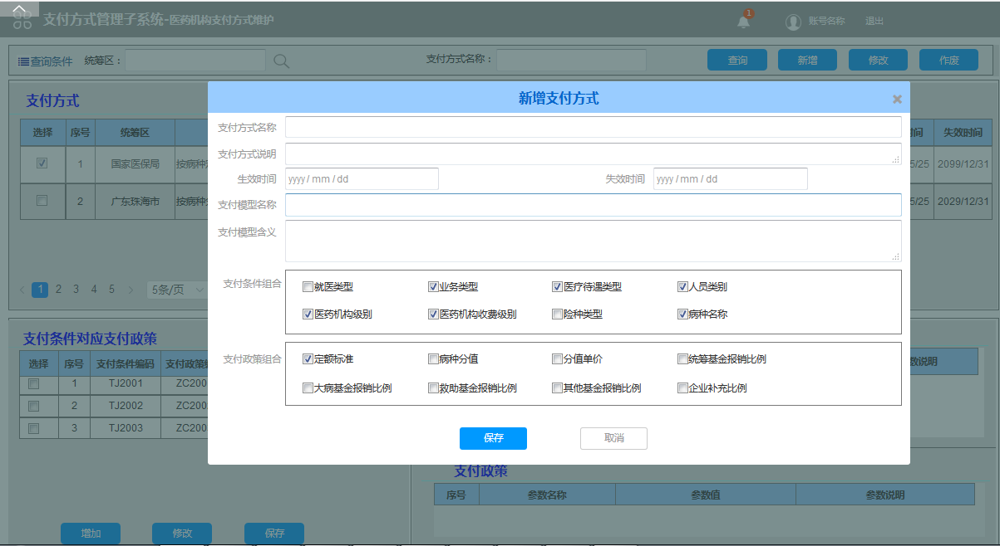 支付方式管理子系统-医药机构支付方式维护
1
账号名称 退出
查询条件 统筹区： 支付方式名称： 查询 新增 修改 作废
支付方式
选择 序号 统筹区 失效时间
1 国家医保局 按病种 5/25 2099/12/31
2 广东珠海市 按病种 5/25 2029/12/31
1 2 3 4 5 5条/页
新增支付方式
支付方式名称
支付方式说明
生效时间 yyyy / mm / dd 失效时间 yyyy / mm / dd
支付模型名称
支付模型含义
支付条件组合
就医类型 业务类型 医疗待遇类型 人员类别
医药机构级别 医药机构收费级别 险种类型 病种名称
支付政策组合
定额标准 病种分值 分值单价 统筹基金报销比例
大病基金报销比例 救助基金报销比例 其他基金报销比例 企业补充比例
保存 取消
支付条件对应支付政策
选择 序号 支付条件编码 支付政策 数说明
1 TJ2001 ZC200
2 TJ2002 ZC200
3 TJ2003 ZC200
增加 修改 保存
支付政策
序号 参数名称 参数值 参数说明